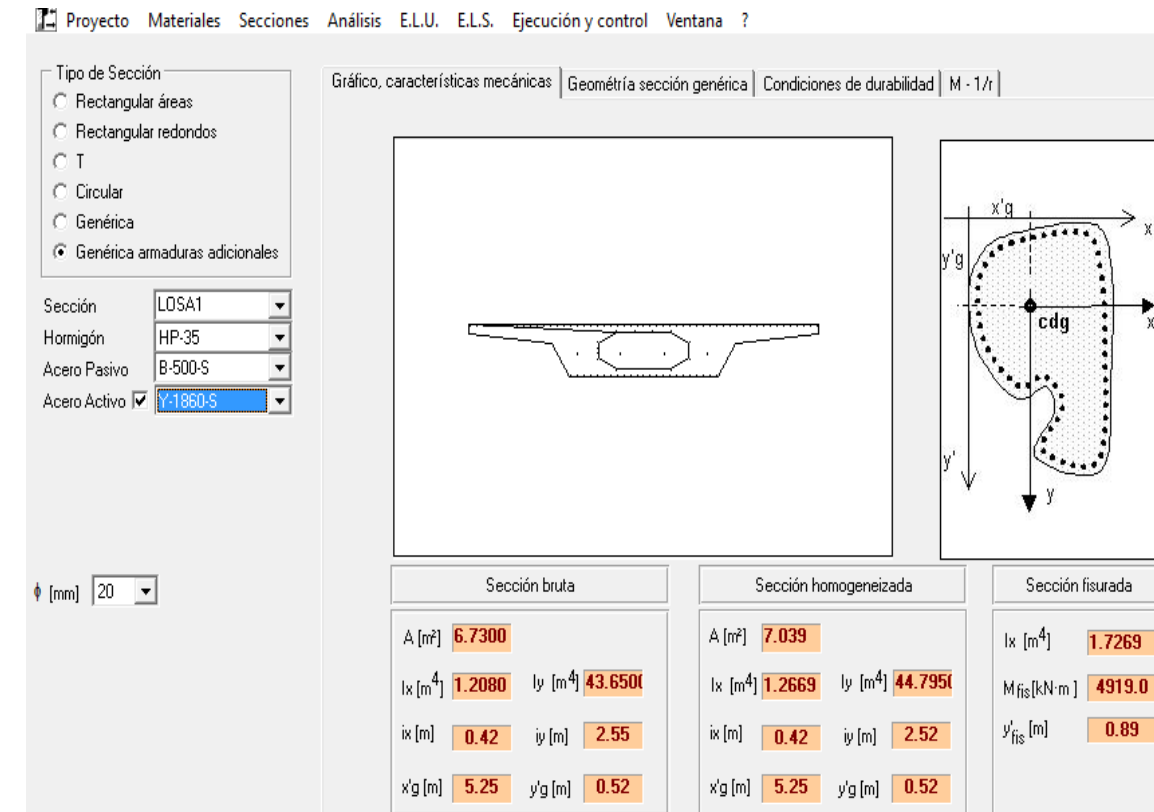 Proyecto Materiales Secciones Análisis E.L.U. E.L.S. Ejecución y control Ventana ?
Tipo de Sección
Rectangular áreas
Rectangular redondos
T
Circular
Genérica
Genérica armaduras adicionales
Sección LOSA1
Hormigón HP-35
Acero Pasivo B-500-S
Acero Activo Y-1860-S
ϕ [mm] 20
Gráfico, características mecánicas Geométría sección genérica Condiciones de durabilidad M - 1/r
x'g
x
y'g
cdg
x
y'
y
Sección bruta
A [m²] 6.7300
Ix [m4] 1.2080 Iy [m4] 43.650(
ix [m] 0.42 iy [m] 2.55
x'g [m] 5.25 y'g [m] 0.52
Sección homogeneizada
A [m²] 7.039
Ix [m4] 1.2669 Iy [m4] 44.795(
ix [m] 0.42 iy [m] 2.52
x'g [m] 5.25 y'g [m] 0.52
Sección fisurada
Ix [m4] 1.7269
Mfis[kN·m ] 4919.0
y'fis [m] 0.89